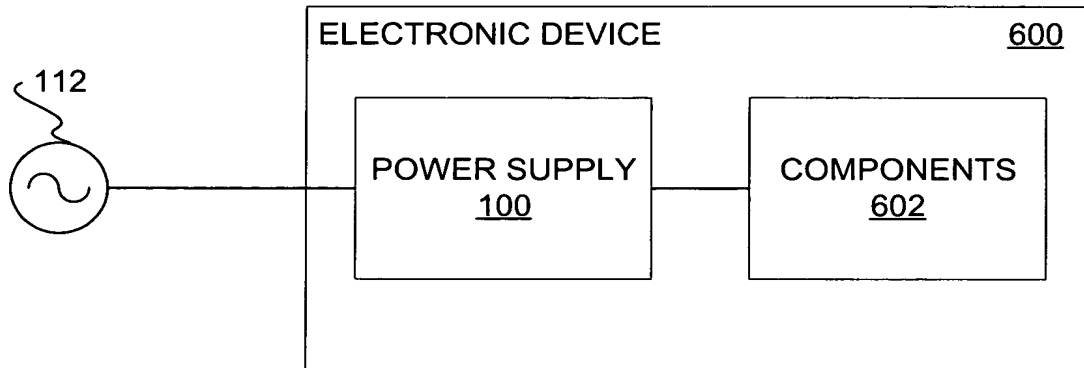 ELECTRONIC DEVICE 600
112
POWER SUPPLY
100
COMPONENTS
602